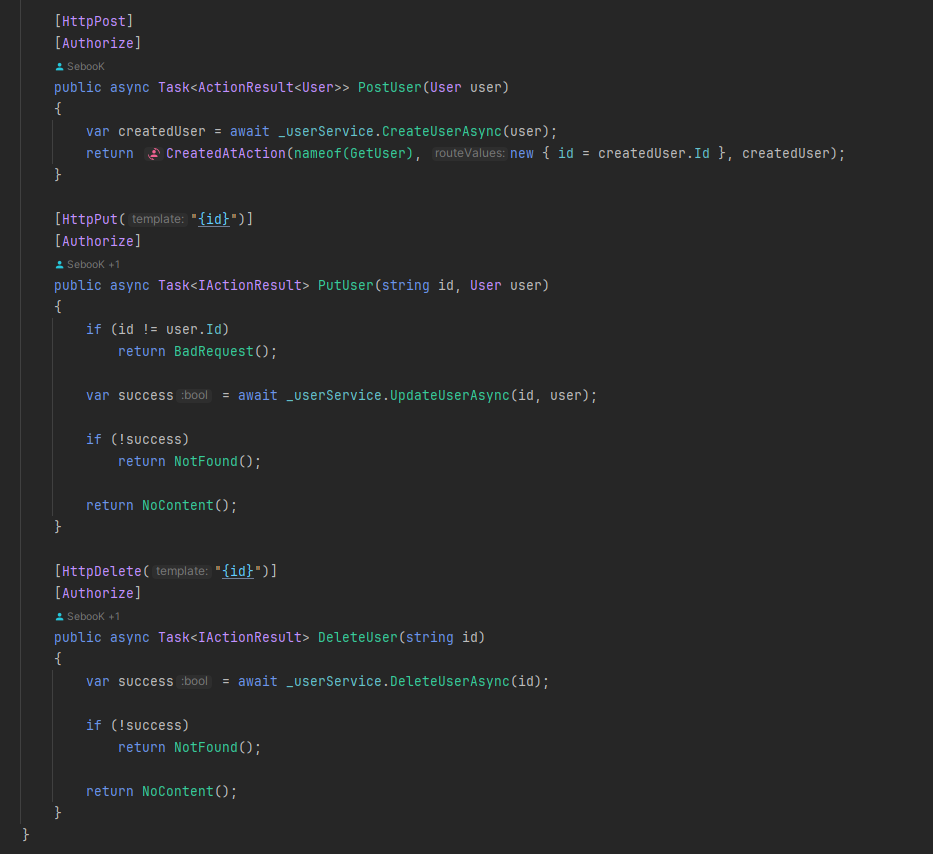 [HttpPost]
[Authorize]
SebooK
public async Task<ActionResult<User>> PostUser(User user)
{
var createdUser = await _userService.CreateUserAsync(user);
return CreatedAtAction(nameof(GetUser), routeValues: new { id = createdUser.Id }, createdUser);
}
[HttpPut( template: "{id}")]
[Authorize]
SebooK +1
public async Task<IActionResult> PutUser(string id, User user)
{
if (id != user.Id)
return BadRequest();
var success :bool = await _userService.UpdateUserAsync(id, user);
if (!success)
return NotFound();
return NoContent();
}
[HttpDelete( template: "{id}")]
[Authorize]
SebooK +1
public async Task<IActionResult> DeleteUser(string id)
{
var success :bool = await _userService.DeleteUserAsync(id);
if (!success)
return NotFound();
return NoContent();
}
}